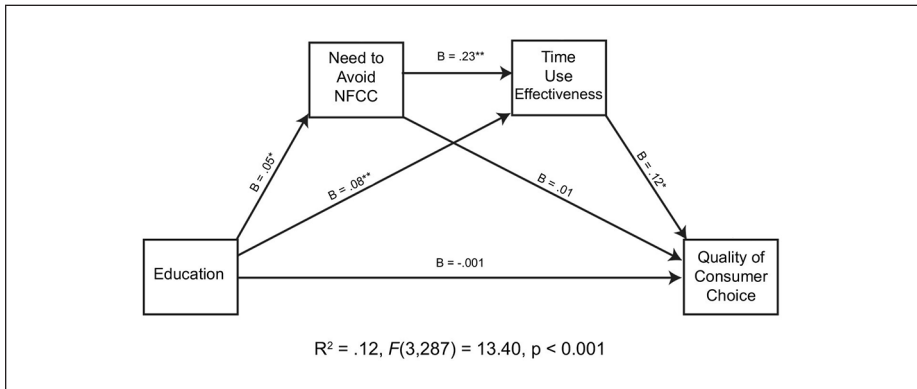 Need to
Avoid
NFCC
B = .23**
Time
Use
Effectiveness
B = .05*
B = .08**
B = .01
B = .12*
Education
B = -.001
Quality of
Consumer
Choice
R² = .12, F(3,287) = 13.40, p < 0.001